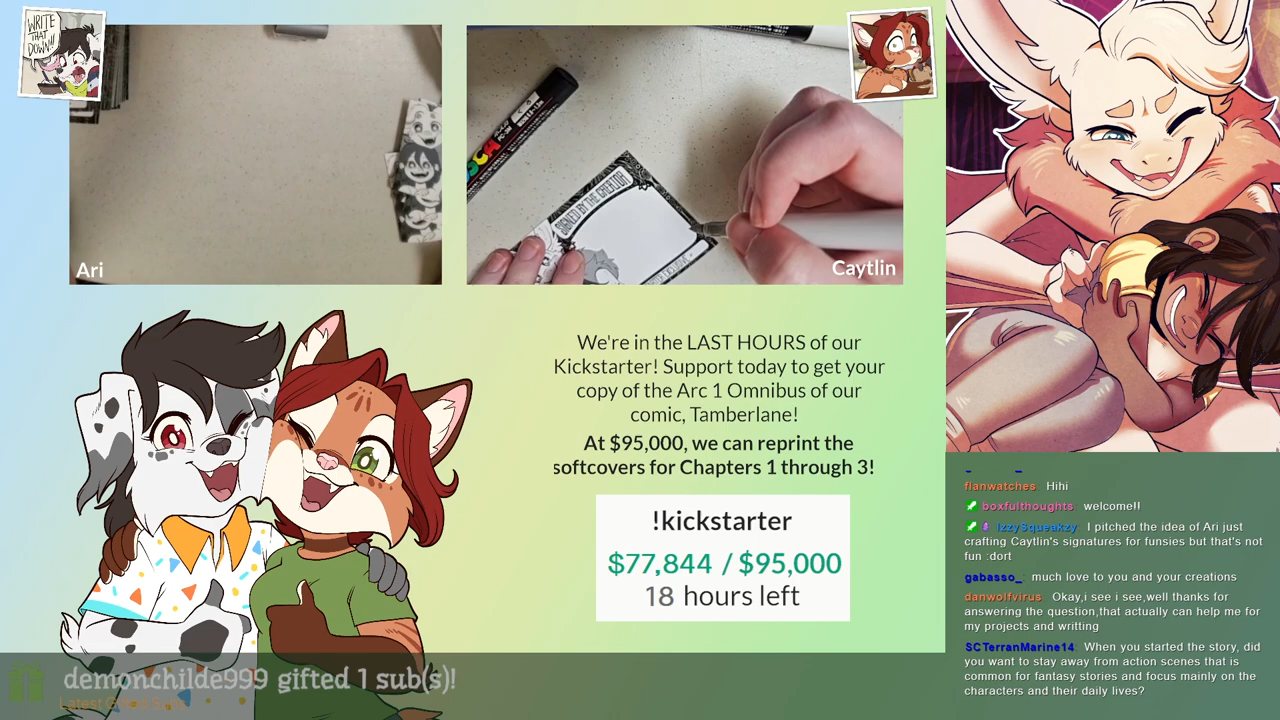 WRITE
THAT
DOWN!!
Ari
POSCA
PC-3M
SIGNED BY THE CREATOR
Caytlin
We're in the LAST HOURS of our
Kickstarter! Support today to get your
copy of the Arc 1 Omnibus of our
comic, Tamberlane!
At $95,000, we can reprint the
softcovers for Chapters 1 through 3!
!kickstarter
$77,844 / $95,000
18 hours left
demonchilde999 gifted 1 sub(s)!
flanwatches Hihi
boxfulthoughts welcome!!
IzzySqueakzy I pitched the idea of Ari just
crafting Caytlin's signatures for funsies but that's not
fun :dort
gabasso_ much love to you and your creations
danwolfvirus Okay,i see i see,well thanks for
answering the question,that actually can help me for
my projects and writting
SCTerranMarine14 When you started the story, did
you want to stay away from action scenes that is
common for fantasy stories and focus mainly on the
characters and their daily lives?